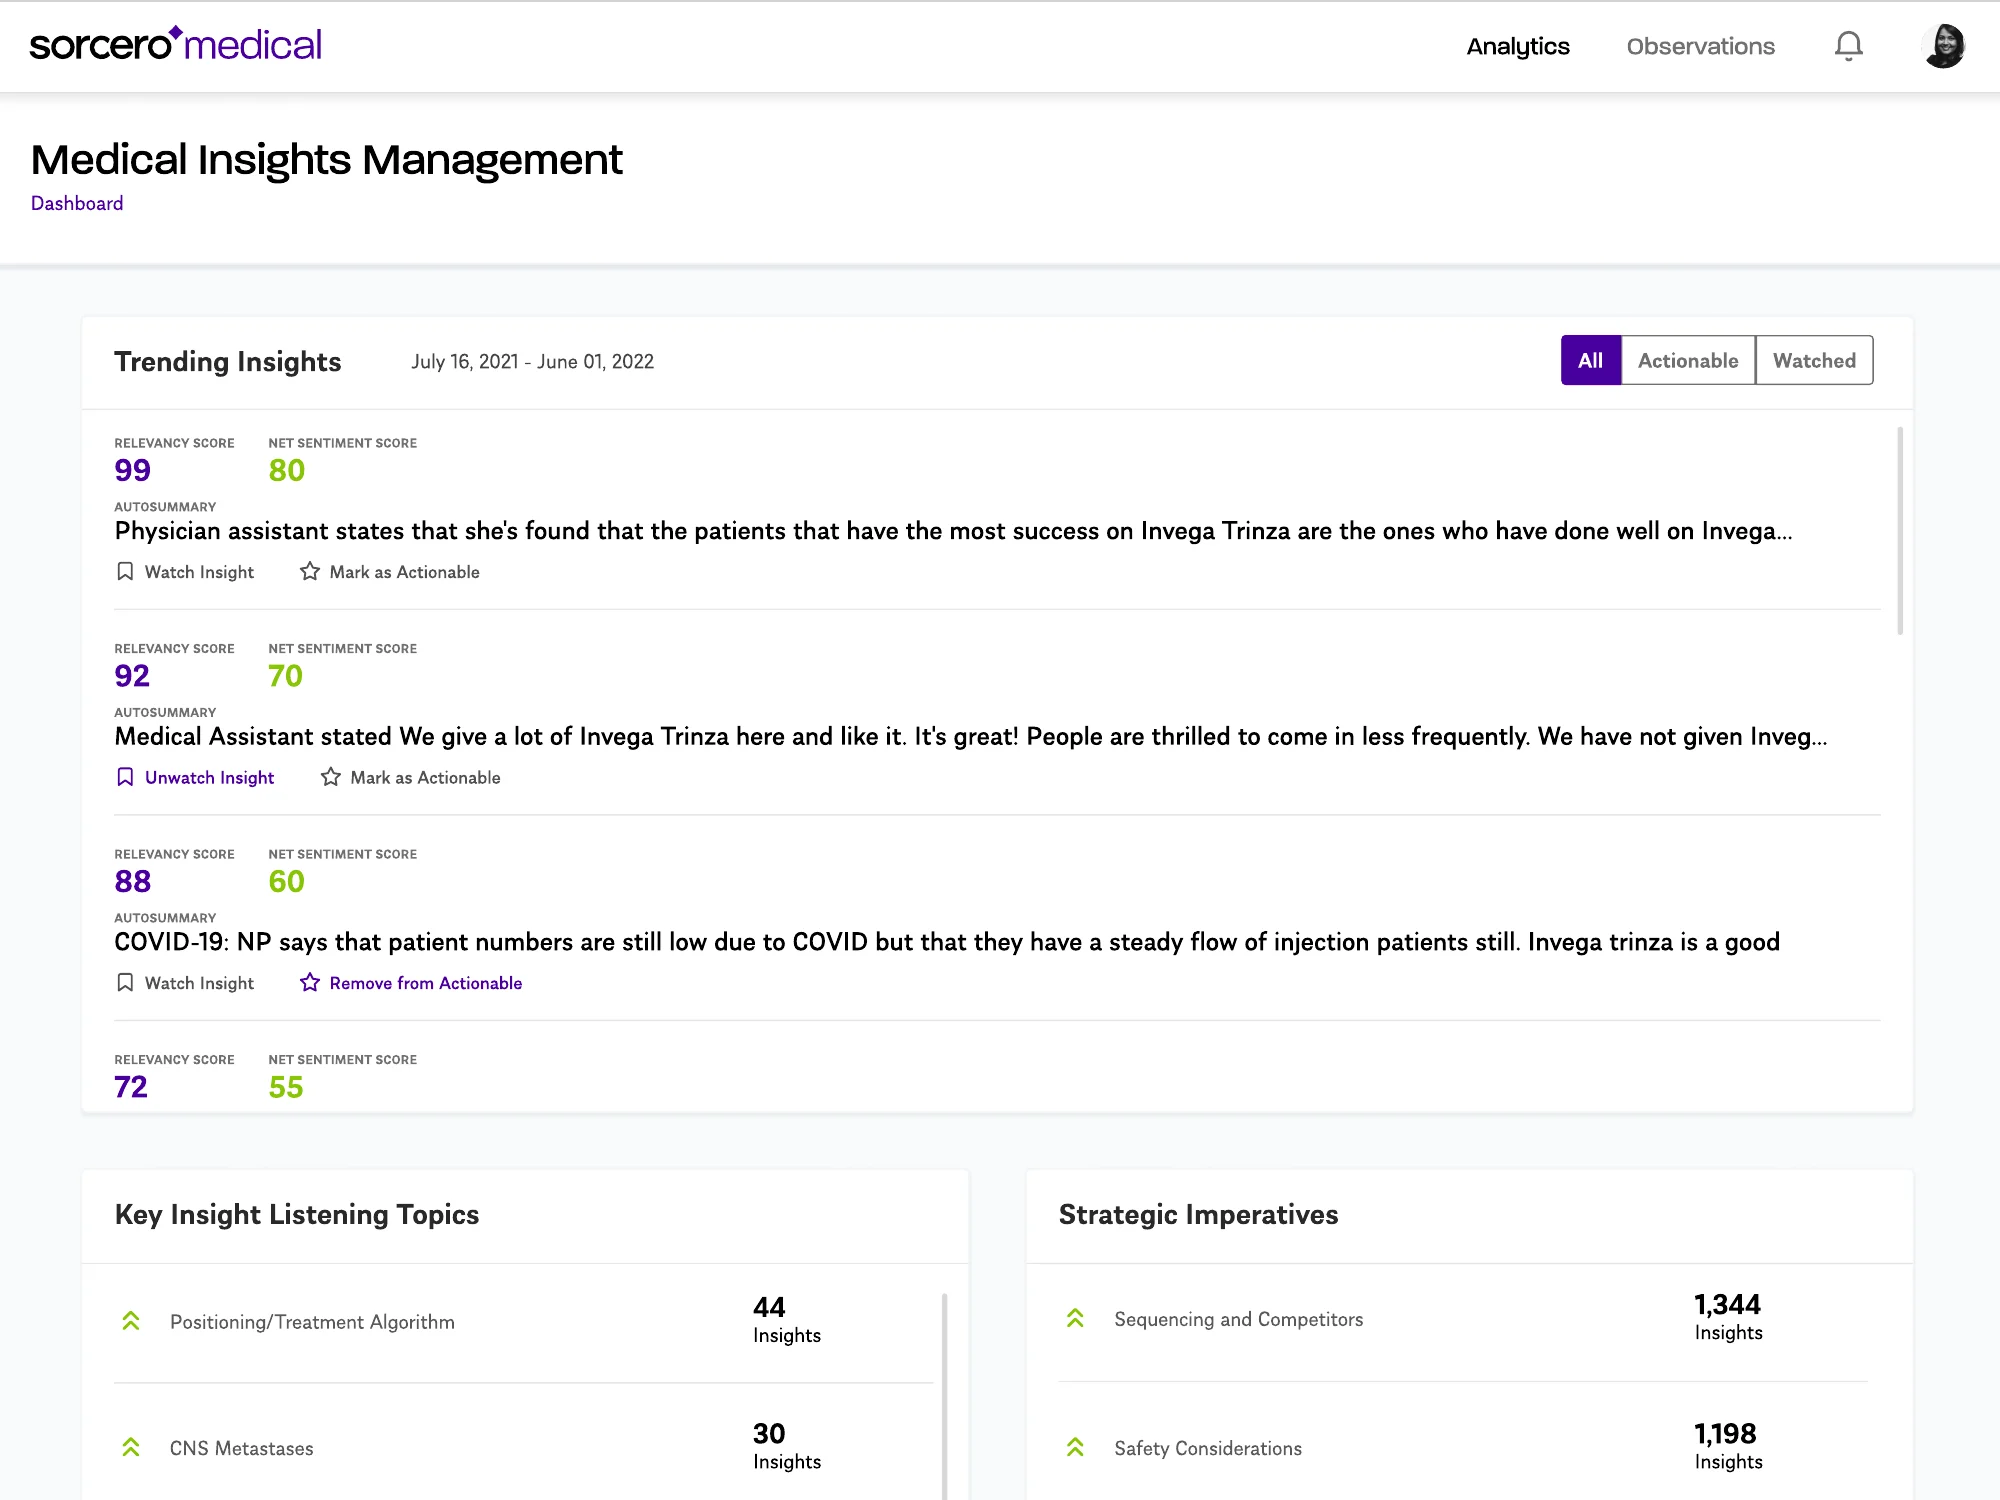 sorcero medical
Analytics
Observations
Medical Insights Management
Dashboard
Trending Insights
July 16, 2021 - June 01, 2022
All
Actionable
Watched
RELEVANCY SCORE
NET SENTIMENT SCORE
99
80
AUTOSUMMARY
Physician assistant states that she's found that the patients that have the most success on Invega Trinza are the ones who have done well on Invega...
Watch Insight
Mark as Actionable
RELEVANCY SCORE
NET SENTIMENT SCORE
92
70
AUTOSUMMARY
Medical Assistant stated We give a lot of Invega Trinza here and like it. It's great! People are thrilled to come in less frequently. We have not given Inveg...
Unwatch Insight
Mark as Actionable
RELEVANCY SCORE
NET SENTIMENT SCORE
88
60
AUTOSUMMARY
COVID-19: NP says that patient numbers are still low due to COVID but that they have a steady flow of injection patients still. Invega trinza is a good
Watch Insight
Remove from Actionable
RELEVANCY SCORE
NET SENTIMENT SCORE
72
55
Key Insight Listening Topics
Positioning/Treatment Algorithm
44
Insights
CNS Metastases
30
Insights
Strategic Imperatives
Sequencing and Competitors
1,344
Insights
Safety Considerations
1,198
Insights